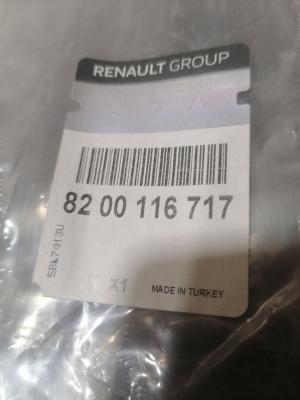 RENAULT GROUP
82 00 116 717
X1
MADE IN TURKEY